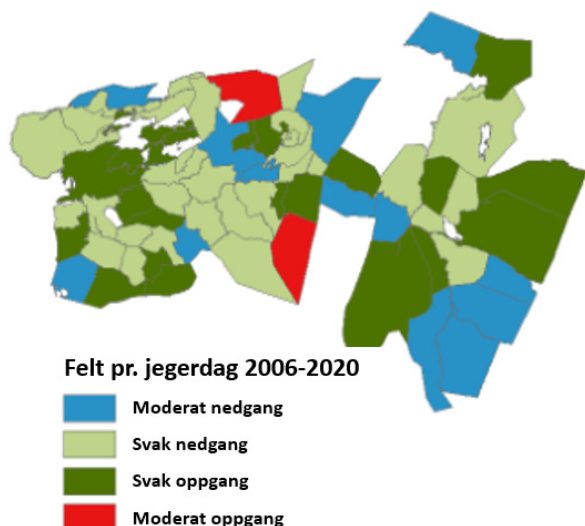 Felt pr. jegerdag 2006-2020
Moderat nedgang
Svak nedgang
Svak oppgang
Moderat oppgang